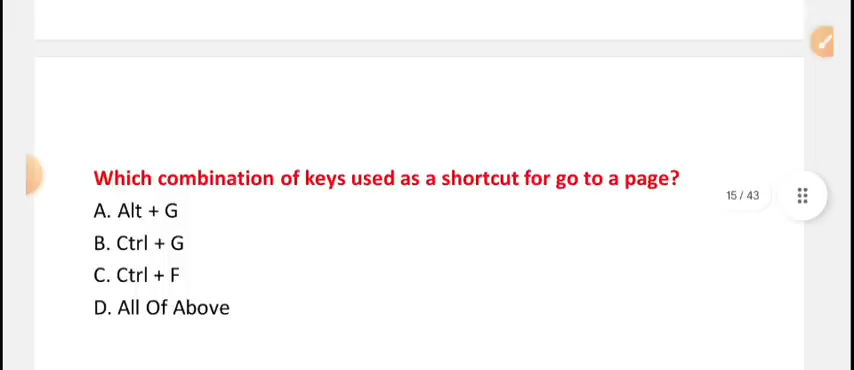 Which combination of keys used as a shortcut for go to a page?
15 / 43
A. Alt + G
B. Ctrl + G
C. Ctrl + F
D. All Of Above